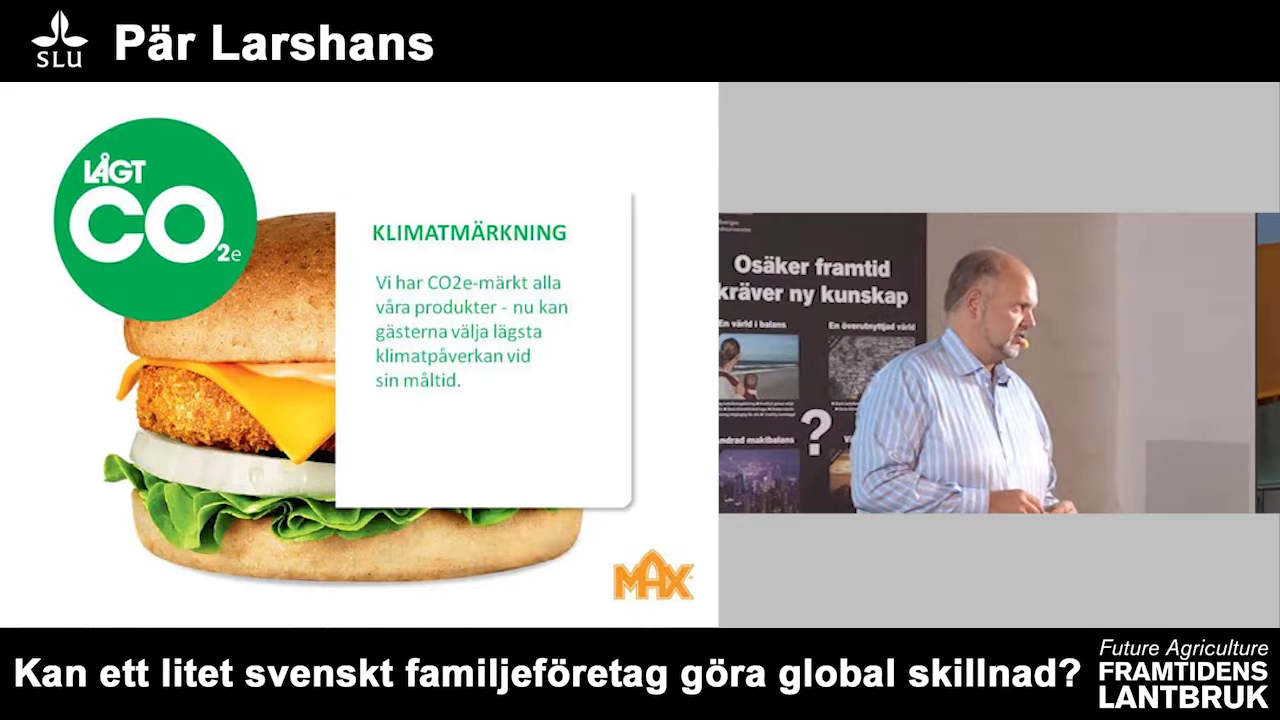 SLU
Pär Larshans
LÅGT
CO2e
KLIMATMÄRKNING
Vi har CO2e-märkt alla
våra produkter - nu kan
gästerna välja lägsta
klimatpåverkan vid
sin måltid.
MAX
Osäker framtid
kräver ny kunskap
En värld i balans
En överutnyttjad värld
?
ndrad maktbalans
Kan ett litet svenskt familjeföretag göra global skillnad?
Future Agriculture
FRAMTIDENS
LANTBRUK